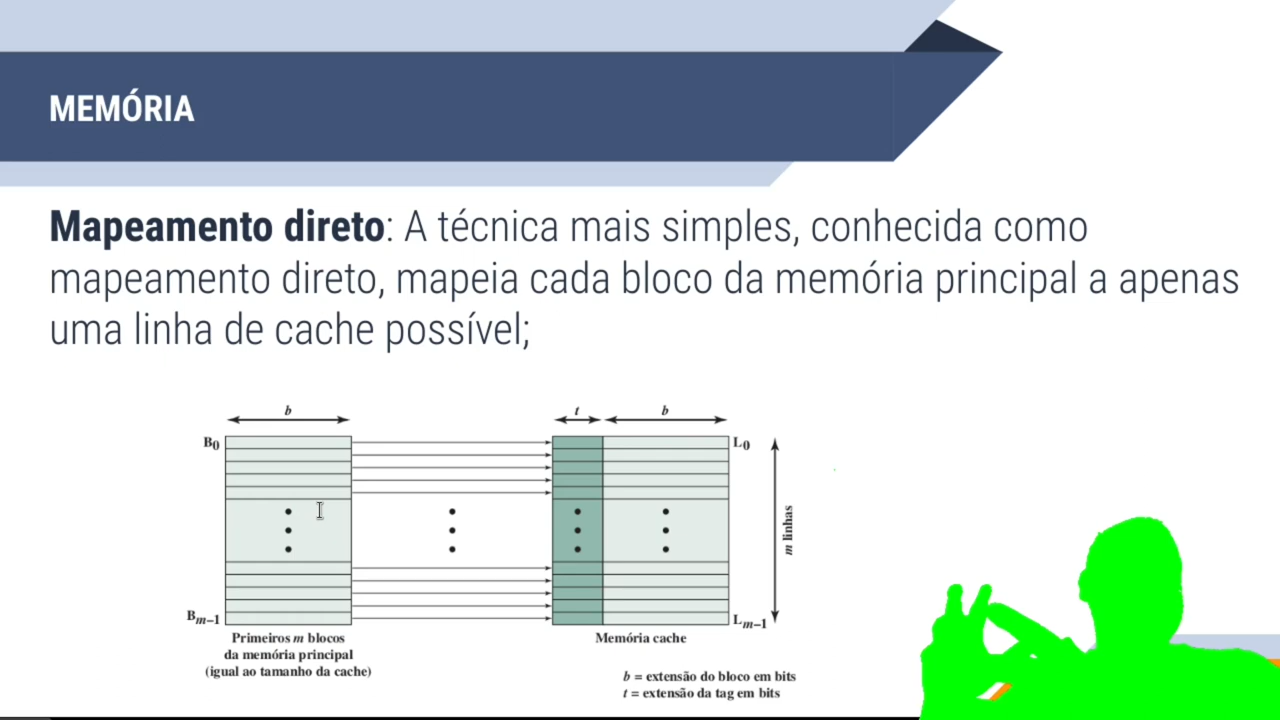 MEMÓRIA
Mapeamento direto: A técnica mais simples, conhecida como
mapeamento direto, mapeia cada bloco da memória principal a apenas
uma linha de cache possível;
b
t
b
B0
L0
m linhas
Bm–1
Lm–1
Primeiros m blocos
da memória principal
(igual ao tamanho da cache)
Memória cache
b = extensão do bloco em bits
t = extensão da tag em bits